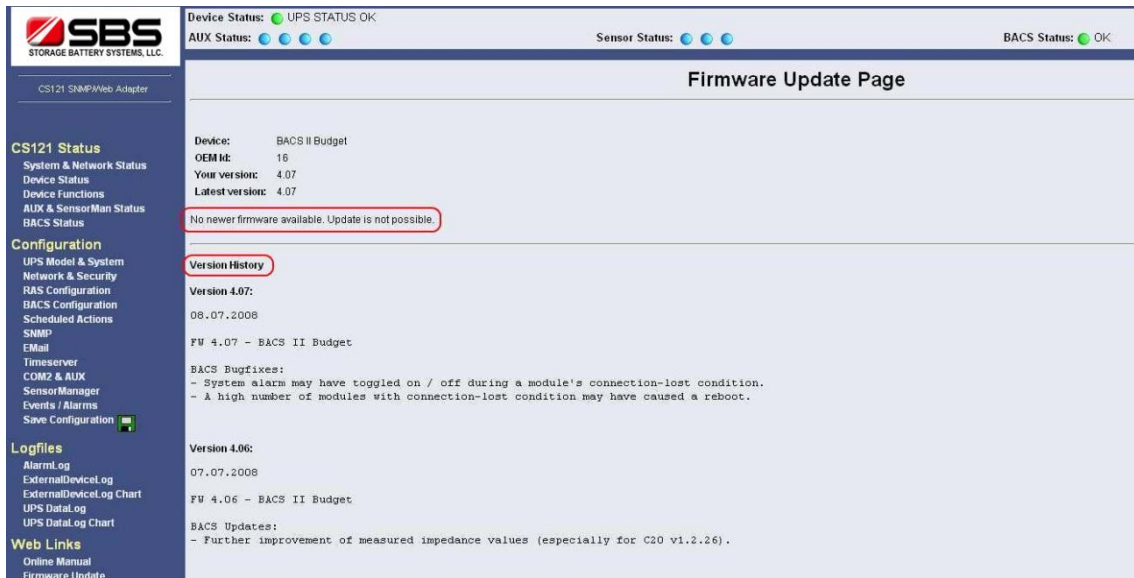 SBS
STORAGE BATTERY SYSTEMS, LLC.
CS121 SNMP/Web Adapter
CS121 Status
System & Network Status
Device Status
Device Functions
AUX & SensorMan Status
BACS Status
Configuration
UPS Model & System
Network & Security
RAS Configuration
BACS Configuration
Scheduled Actions
SNMP
EMail
Timeserver
COM2 & AUX
SensorManager
Events / Alarms
Save Configuration
Logfiles
AlarmLog
ExternalDeviceLog
ExternalDeviceLog Chart
UPS DataLog
UPS DataLog Chart
Web Links
Online Manual
Firmware Update
Device Status: UPS STATUS OK
AUX Status: Sensor Status: BACS Status: OK
Firmware Update Page
Device: BACS II Budget
OEM Id: 16
Your version: 4.07
Latest version: 4.07
No newer firmware available. Update is not possible.
Version History
Version 4.07:
08.07.2008
FW 4.07 - BACS II Budget
BACS Bugfixes:
- System alarm may have toggled on / off during a module's connection-lost condition.
- A high number of modules with connection-lost condition may have caused a reboot.
Version 4.06:
07.07.2008
FW 4.06 - BACS II Budget
BACS Updates:
- Further improvement of measured impedance values (especially for C20 v1.2.26).